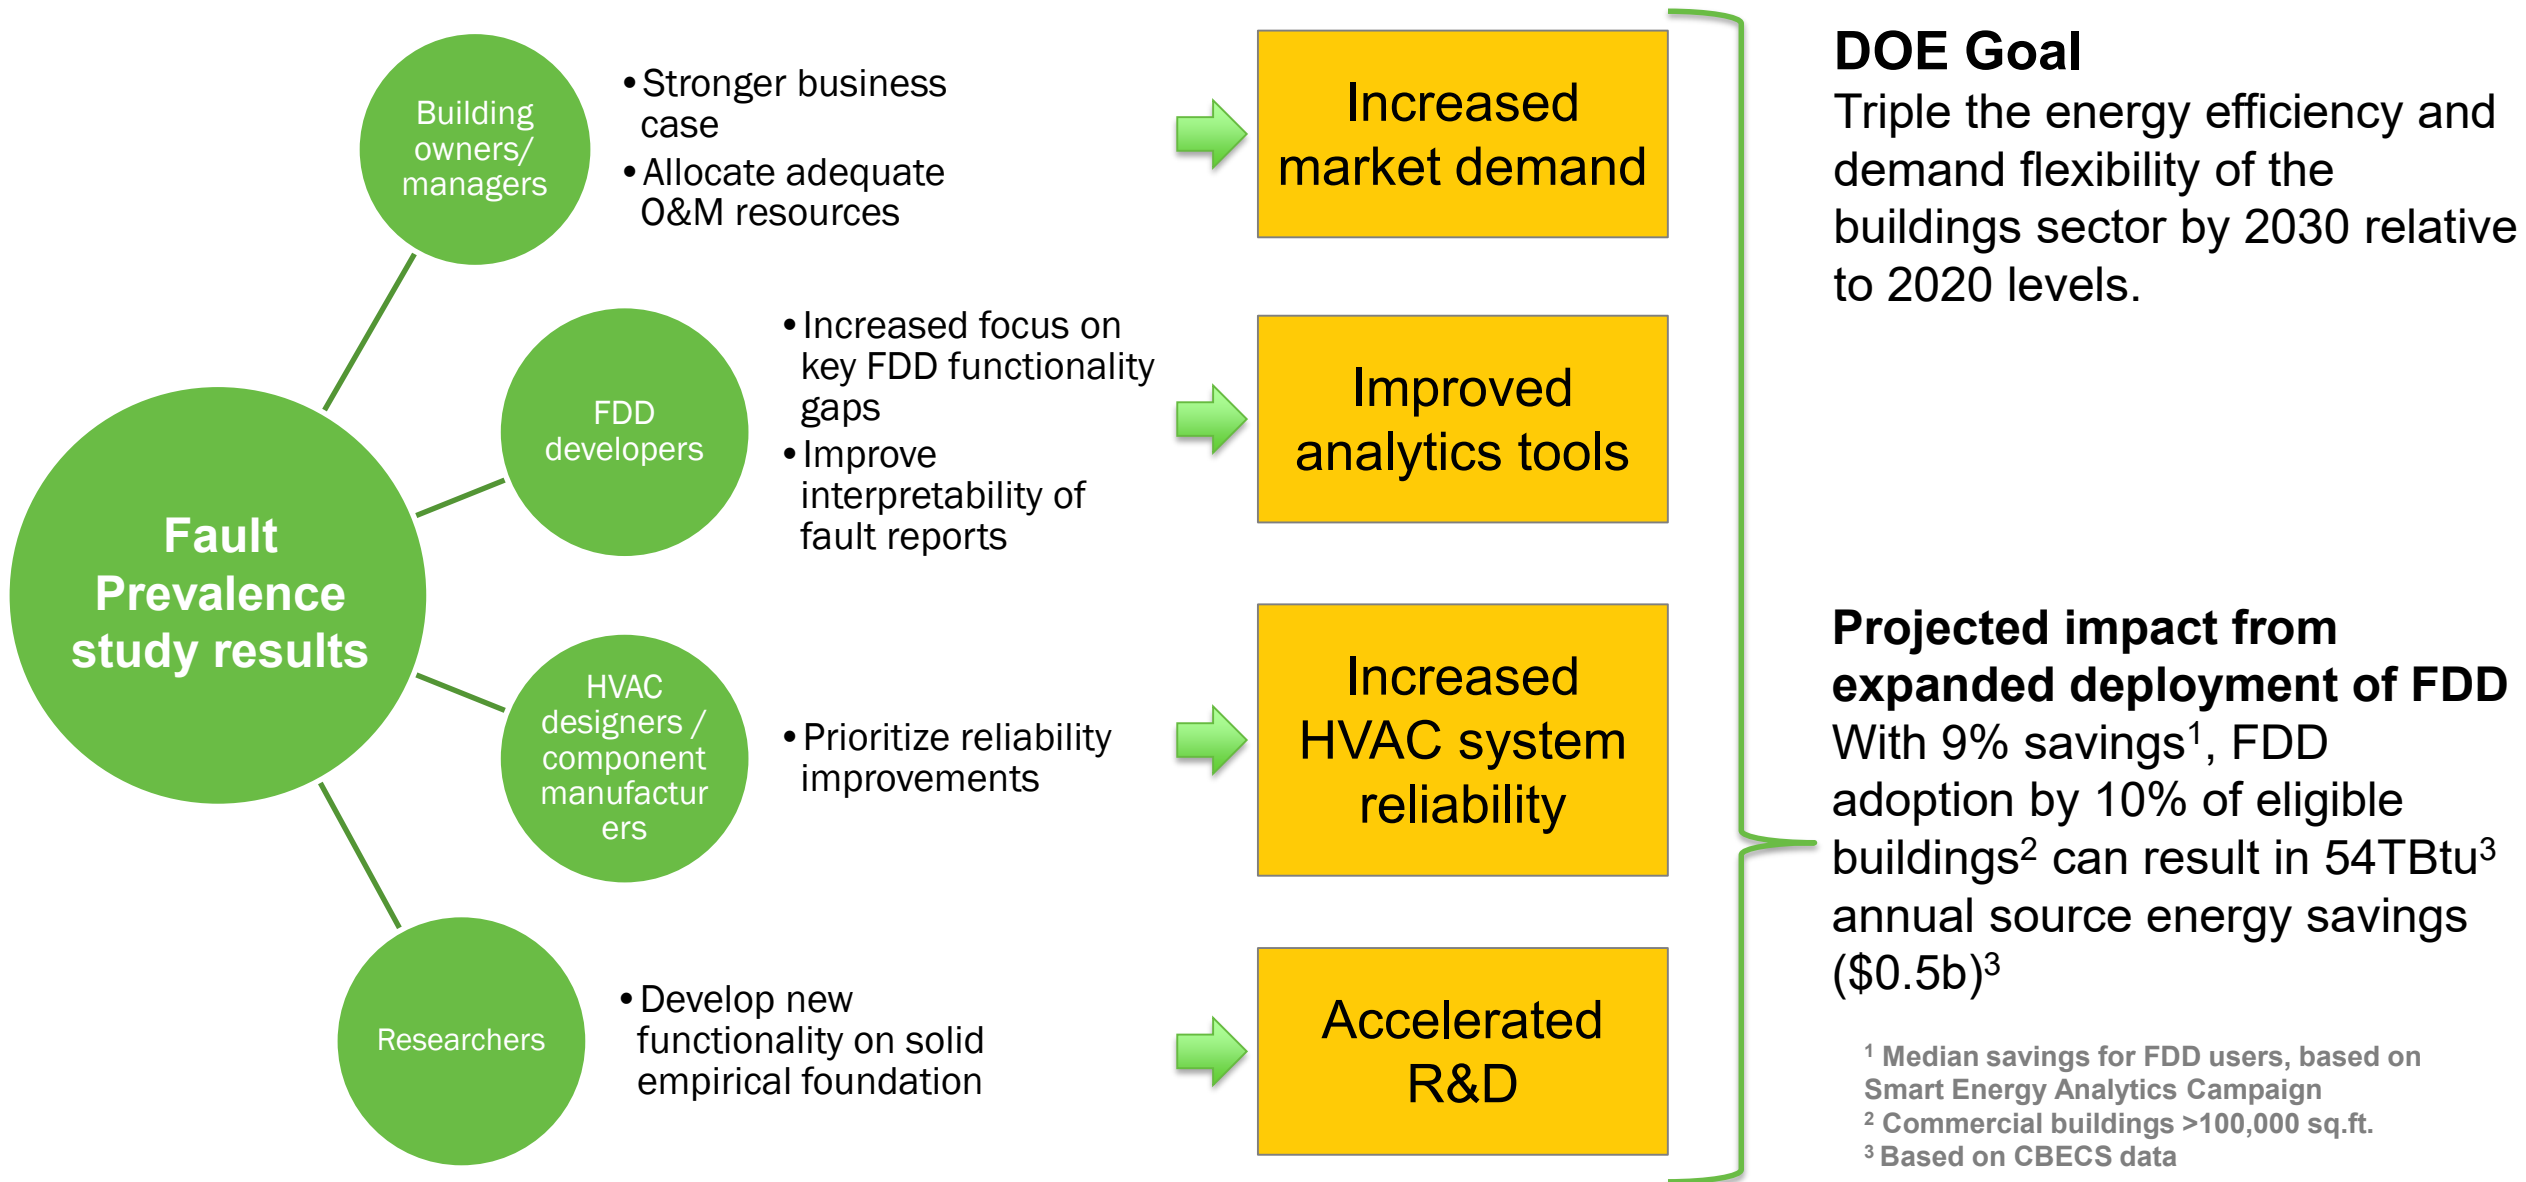 Fault
Prevalence
study results
Building
owners/
managers
•Stronger business
case
•Allocate adequate
O&M resources
Increased
market demand
FDD
developers
•Increased focus on
key FDD functionality
gaps
•Improve
interpretability of
fault reports
Improved
analytics tools
HVAC
designers /
component
manufactur
ers
•Prioritize reliability
improvements
Increased
HVAC system
reliability
Researchers
•Develop new
functionality on solid
empirical foundation
Accelerated
R&D
DOE Goal
Triple the energy efficiency and
demand flexibility of the
buildings sector by 2030 relative
to 2020 levels.
Projected impact from
expanded deployment of FDD
With 9% savings¹, FDD
adoption by 10% of eligible
buildings² can result in 54TBtu³
annual source energy savings
($0.5b)³
¹ Median savings for FDD users, based on
Smart Energy Analytics Campaign
² Commercial buildings >100,000 sq.ft.
³ Based on CBECS data